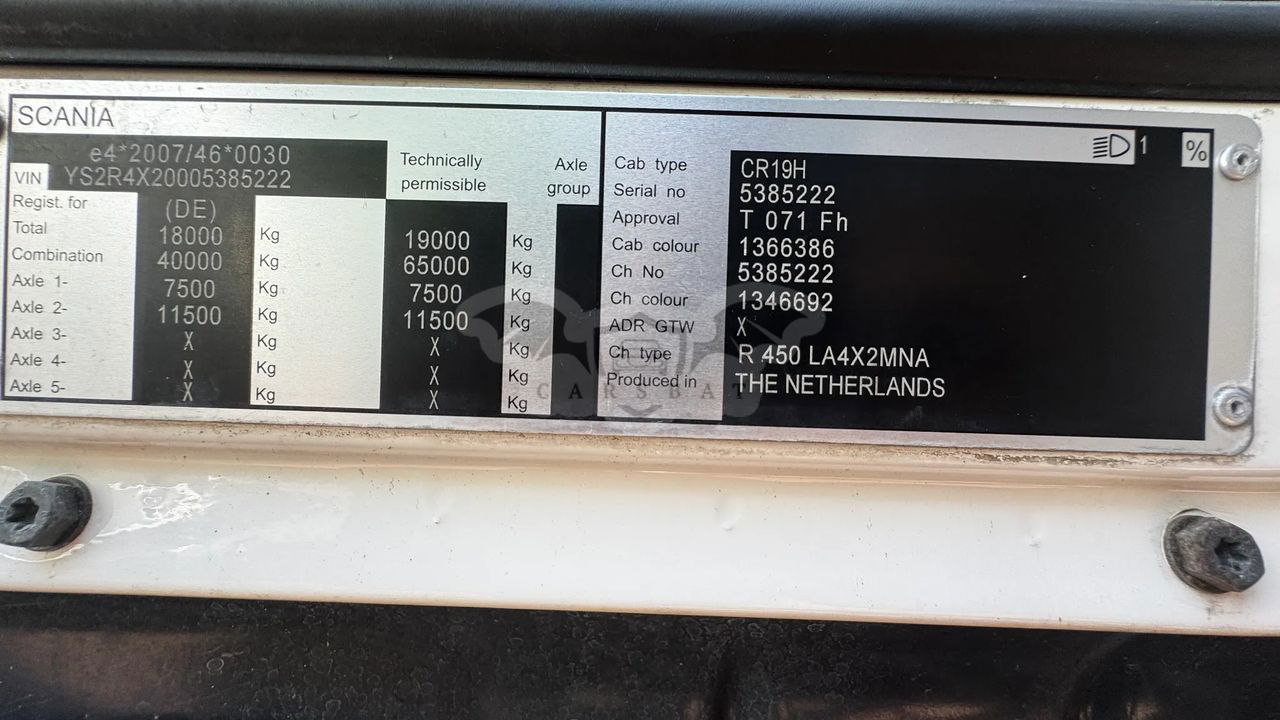 SCANIA
e4*2007/46*0030
VIN YS2R4X20005385222
Technically permissible
Axle group
Regist. for (DE)
Total 18000 Kg 19000 Kg
Combination 40000 Kg 65000 Kg
Axle 1- 7500 Kg 7500 Kg
Axle 2- 11500 Kg 11500 Kg
Axle 3- X Kg X Kg
Axle 4- X Kg X Kg
Axle 5- X Kg X Kg
1 %
Cab type CR19H
Serial no 5385222
Approval T 071 Fh
Cab colour 1366386
Ch No 5385222
Ch colour 1346692
ADR GTW X
Ch type R 450 LA4X2MNA
Produced in THE NETHERLANDS
CARSBAT